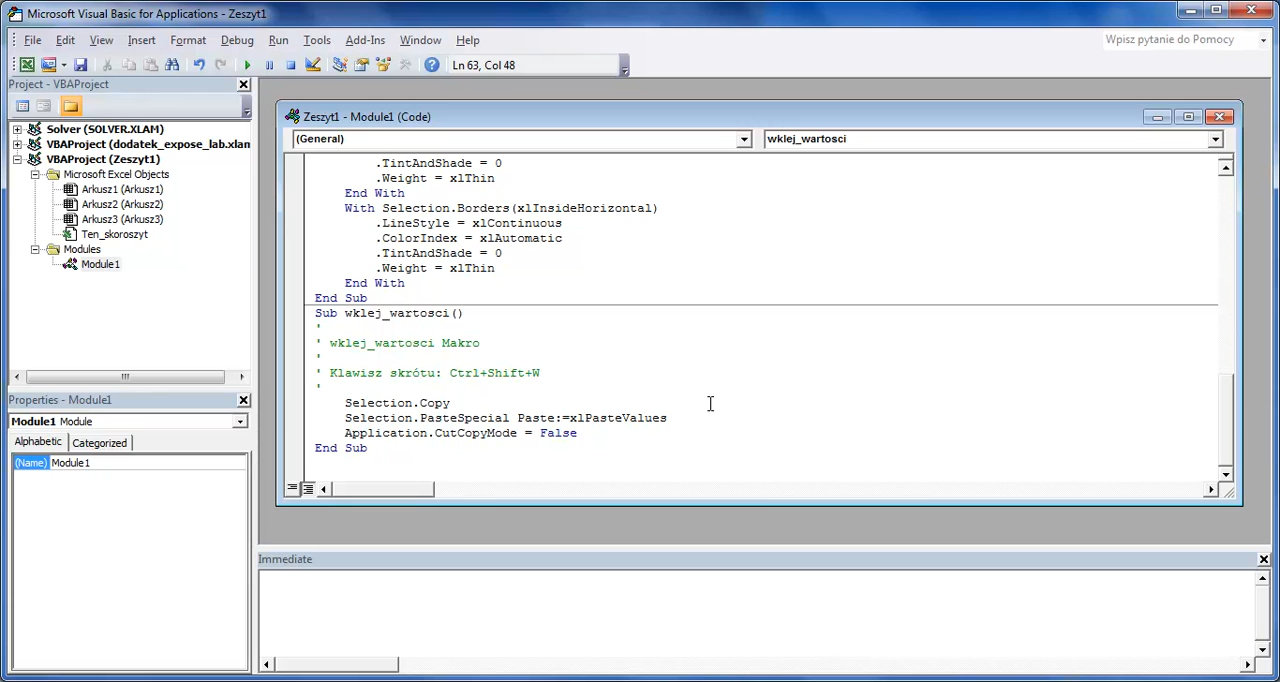 Microsoft Visual Basic for Applications - Zeszyt1
File Edit View Insert Format Debug Run Tools Add-Ins Window Help
Wpisz pytanie do Pomocy
Ln 63, Col 48
Project - VBAProject
Solver (SOLVER.XLAM)
VBAProject (dodatek_expose_lab.xlam
VBAProject (Zeszyt1)
Microsoft Excel Objects
Arkusz1 (Arkusz1)
Arkusz2 (Arkusz2)
Arkusz3 (Arkusz3)
Ten_skoroszyt
Modules
Module1
Properties - Module1
Module1 Module
Alphabetic Categorized
(Name) Module1
Zeszyt1 - Module1 (Code)
(General) wklej_wartosci
.TintAndShade = 0
.Weight = xlThin
End With
With Selection.Borders(xlInsideHorizontal)
.LineStyle = xlContinuous
.ColorIndex = xlAutomatic
.TintAndShade = 0
.Weight = xlThin
End With
End Sub
Sub wklej_wartosci()
'
' wklej_wartosci Makro
'
' Klawisz skrótu: Ctrl+Shift+W
'
Selection.Copy
Selection.PasteSpecial Paste:=xlPasteValues
Application.CutCopyMode = False
End Sub
Immediate